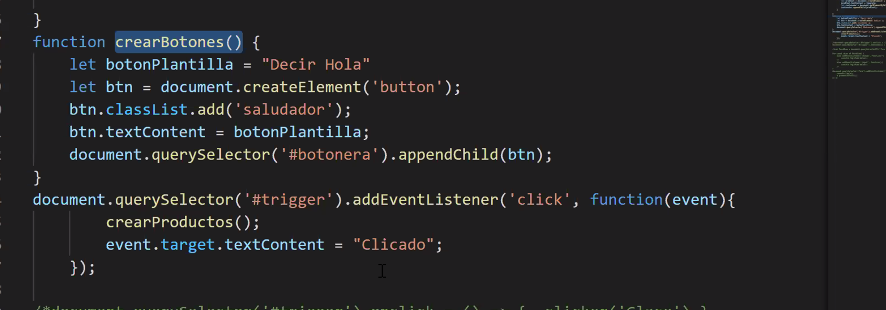 }
function crearBotones() {
let botonPlantilla = "Decir Hola"
let btn = document.createElement('button');
btn.classList.add('saludador');
btn.textContent = botonPlantilla;
document.querySelector('#botonera').appendChild(btn);
}
document.querySelector('#trigger').addEventListener('click', function(event){
crearProductos();
event.target.textContent = "Clicado";
});